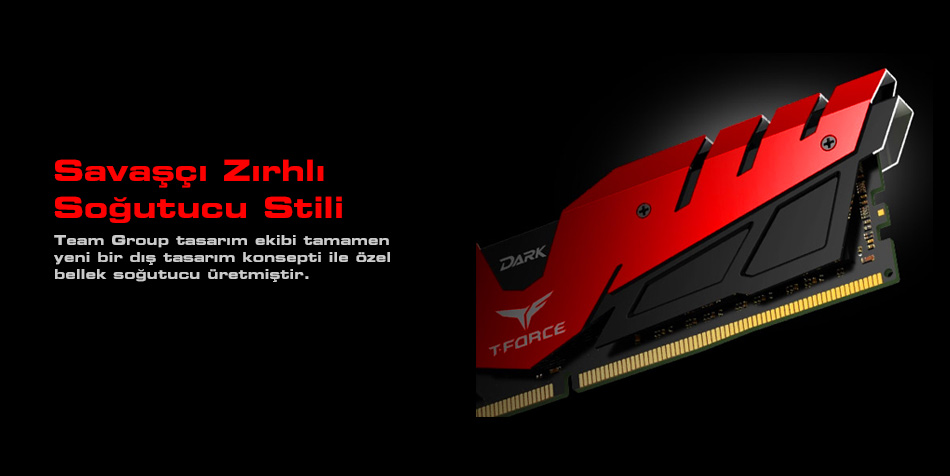 Savaşçı Zırhlı
Soğutucu Stili
Team Group tasarım ekibi tamamen
yeni bir dış tasarım konsepti ile özel
bellek soğutucu üretmiştir.
DARK
T-FORCE